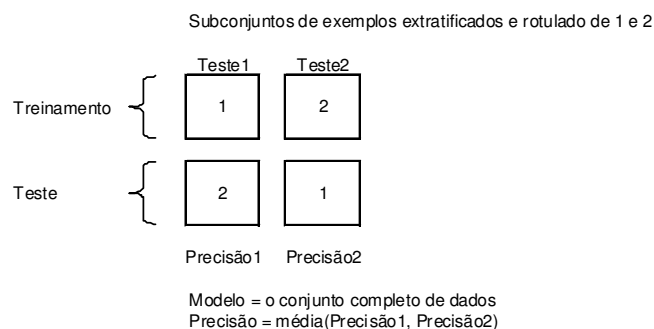 Subconjuntos de exemplos extratificados e rotulado de 1 e 2
Teste1 Teste2
Treinamento 1 2
Teste 2 1
Precisão1 Precisão2
Modelo = o conjunto completo de dados
Precisão = média(Precisão1, Precisão2)